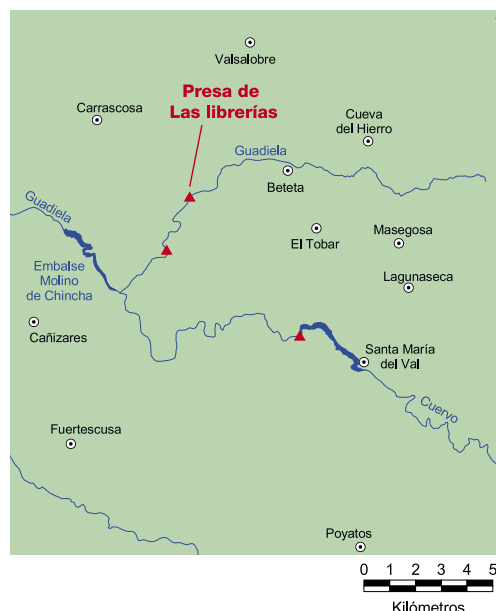 Valsalobre
Presa de
Las librerías
Carrascosa
Cueva
del Hierro
Guadiela
Beteta
Guadiela
El Tobar
Masegosa
Embalse
Molino
de Chincha
Lagunaseca
Cañizares
Santa María
del Val
Cuervo
Fuertescusa
Poyatos
0 1 2 3 4 5
Kilómetros